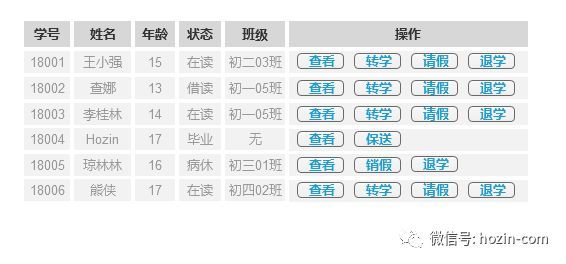 学号 姓名 年龄 状态 班级 操作
18001 王小强 15 在读 初二03班 查看 转学 请假 退学
18002 查娜 13 借读 初一05班 查看 转学 请假 退学
18003 李桂林 14 在读 初一05班 查看 转学 请假 退学
18004 Hozin 17 毕业 无 查看 保送
18005 琼林林 16 病休 初三01班 查看 销假 退学
18006 熊侠 17 在读 初四02班 查看 转学 请假 退学
微信号: hozin-com